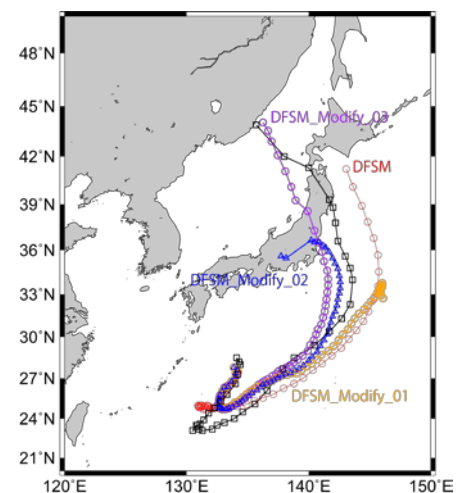 48°N
45°N
DFSM_Modify_03
42°N
DFSM
39°N
36°N
DFSM_Modify_02
33°N
30°N
27°N
DFSM_Modify_01
24°N
21°N
120°E 130°E 140°E 150°E